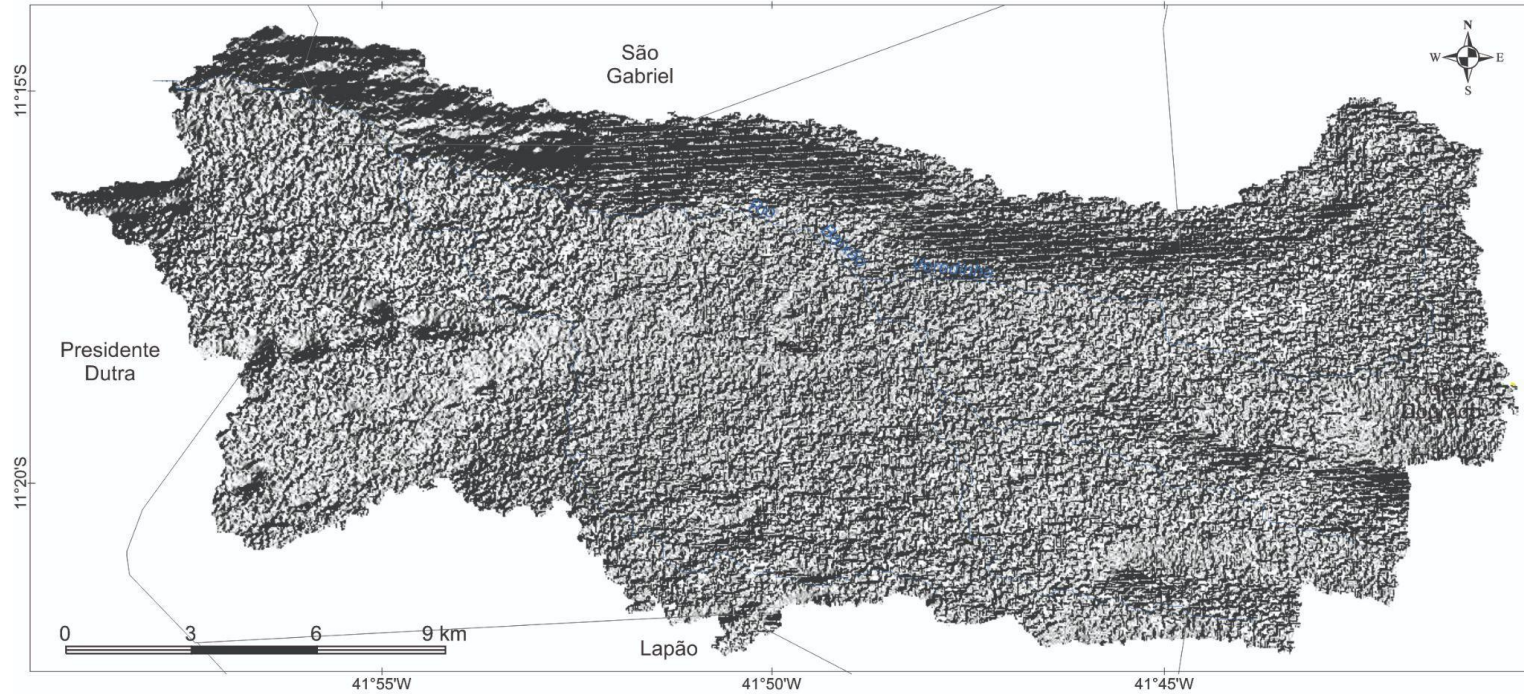 São
Gabriel
N
W E
S
11°15'S
Rio
Presidente
Dutra
11°20'S
0 3 6 9 km
Lapão
41°55'W 41°50'W 41°45'W